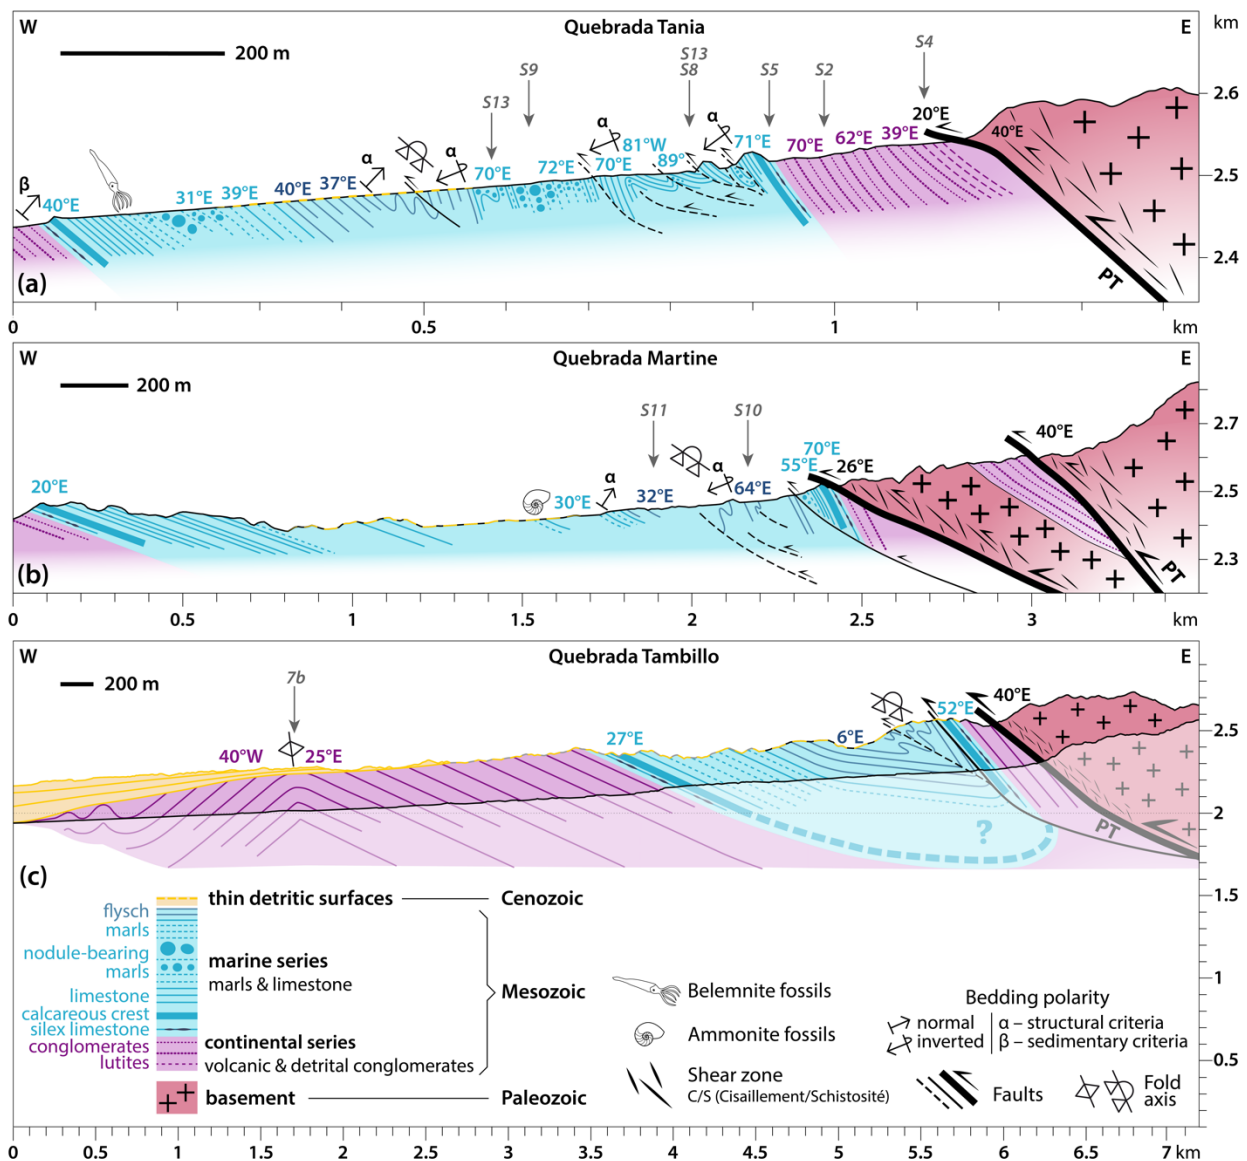 W Quebrada Tania E km
200 m
S13
S9 S8 S5 S2 S4
S13
2.6
20°E
40°E
α α
81°W 71°E 70°E 62°E 39°E
α α
β
72°E 70°E 89°
70°E
31°E 39°E 40°E 37°E
40°E
2.5
2.4
PT
(a)
0 0.5 1 km
W Quebrada Martine E
200 m
S11 S10
2.7
40°E
70°E
55°E 26°E
α α
20°E
30°E 32°E 64°E
2.5
2.3
PT
(b)
0 0.5 1 1.5 2 2.5 3 km
W Quebrada Tambillo E
200 m
7b
40°E
52°E
40°W 25°E 27°E 6°E
2.5
2
?
PT
(c)
1.5
thin detritic surfaces Cenozoic
flysch
marls
nodule-bearing
marls
marine series
marls & limestone
Mesozoic
limestone
calcareous crest
silex limestone
conglomerates
lutites
continental series
volcanic & detrital conglomerates
basement Paleozoic
Belemnite fossils
Ammonite fossils
Shear zone
C/S (Cisaillement/Schistosité)
Bedding polarity
normal α – structural criteria
inverted β – sedimentary criteria
Faults
Fold
axis
1
0.5
0 0.5 1 1.5 2 2.5 3 3.5 4 4.5 5 5.5 6 6.5 7 km